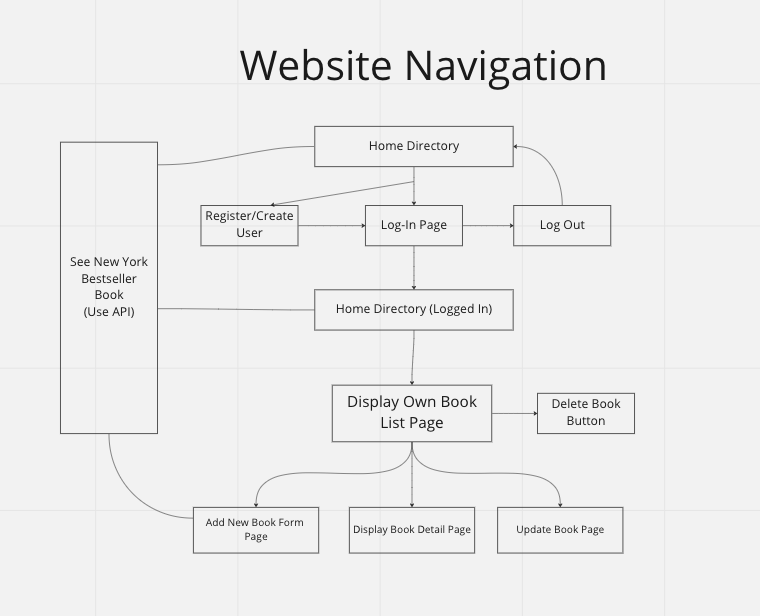 Website Navigation
Home Directory
Register/Create
User
Log-In Page
Log Out
See New York
Bestseller
Book
(Use API)
Home Directory (Logged In)
Display Own Book
List Page
Delete Book
Button
Add New Book Form
Page
Display Book Detail Page
Update Book Page